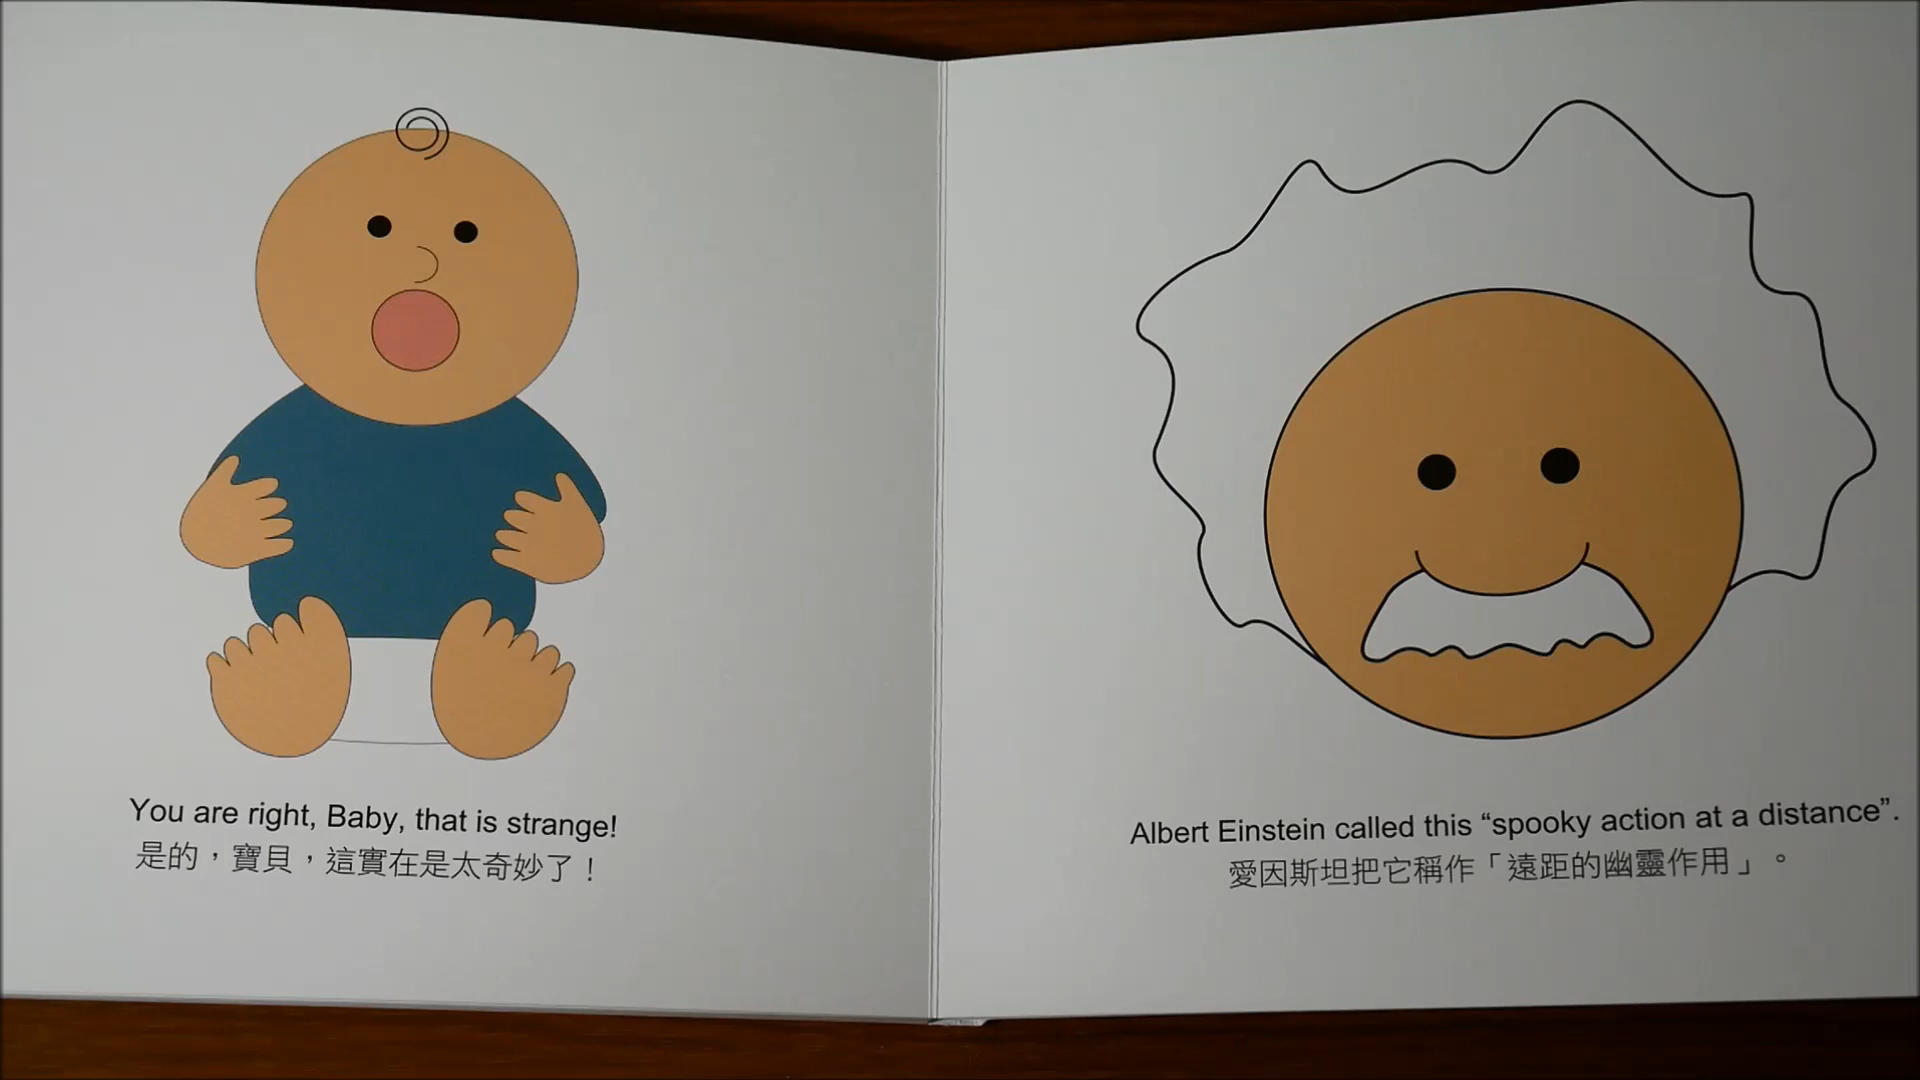 You are right, Baby, that is strange!
是的，寶貝，這實在是太奇妙了！
Albert Einstein called this “spooky action at a distance”.
愛因斯坦把它稱作「遠距的幽靈作用」。